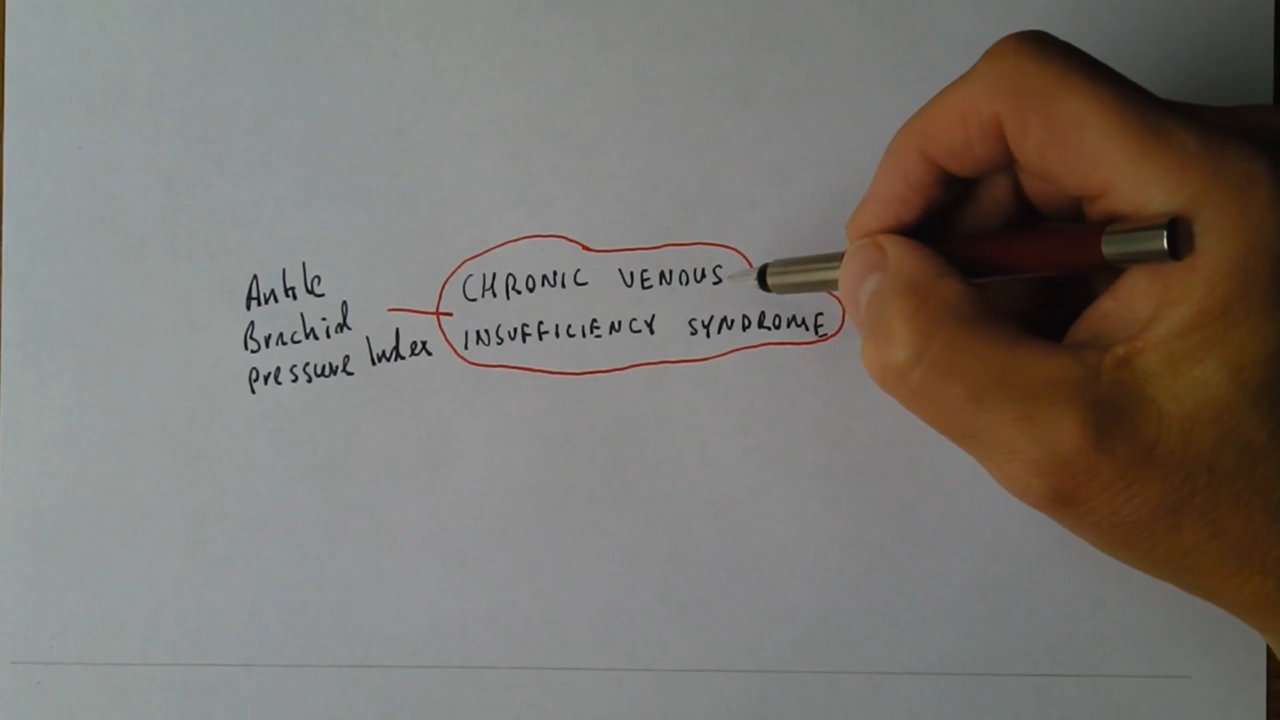 Ankle
Brachial
pressure Index
CHRONIC VENOUS
INSUFFICIENCY SYNDROME